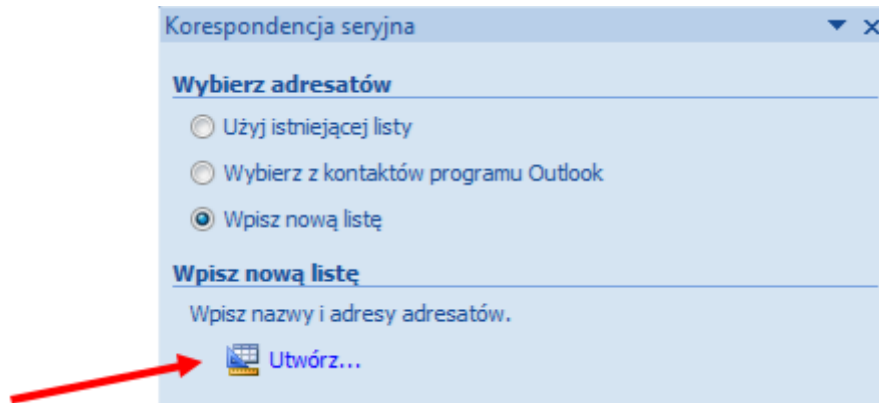 Korespondencja seryjna
Wybierz adresatów
Użyj istniejącej listy
Wybierz z kontaktów programu Outlook
Wpisz nową listę
Wpisz nową listę
Wpisz nazwy i adresy adresatów.
Utwórz...